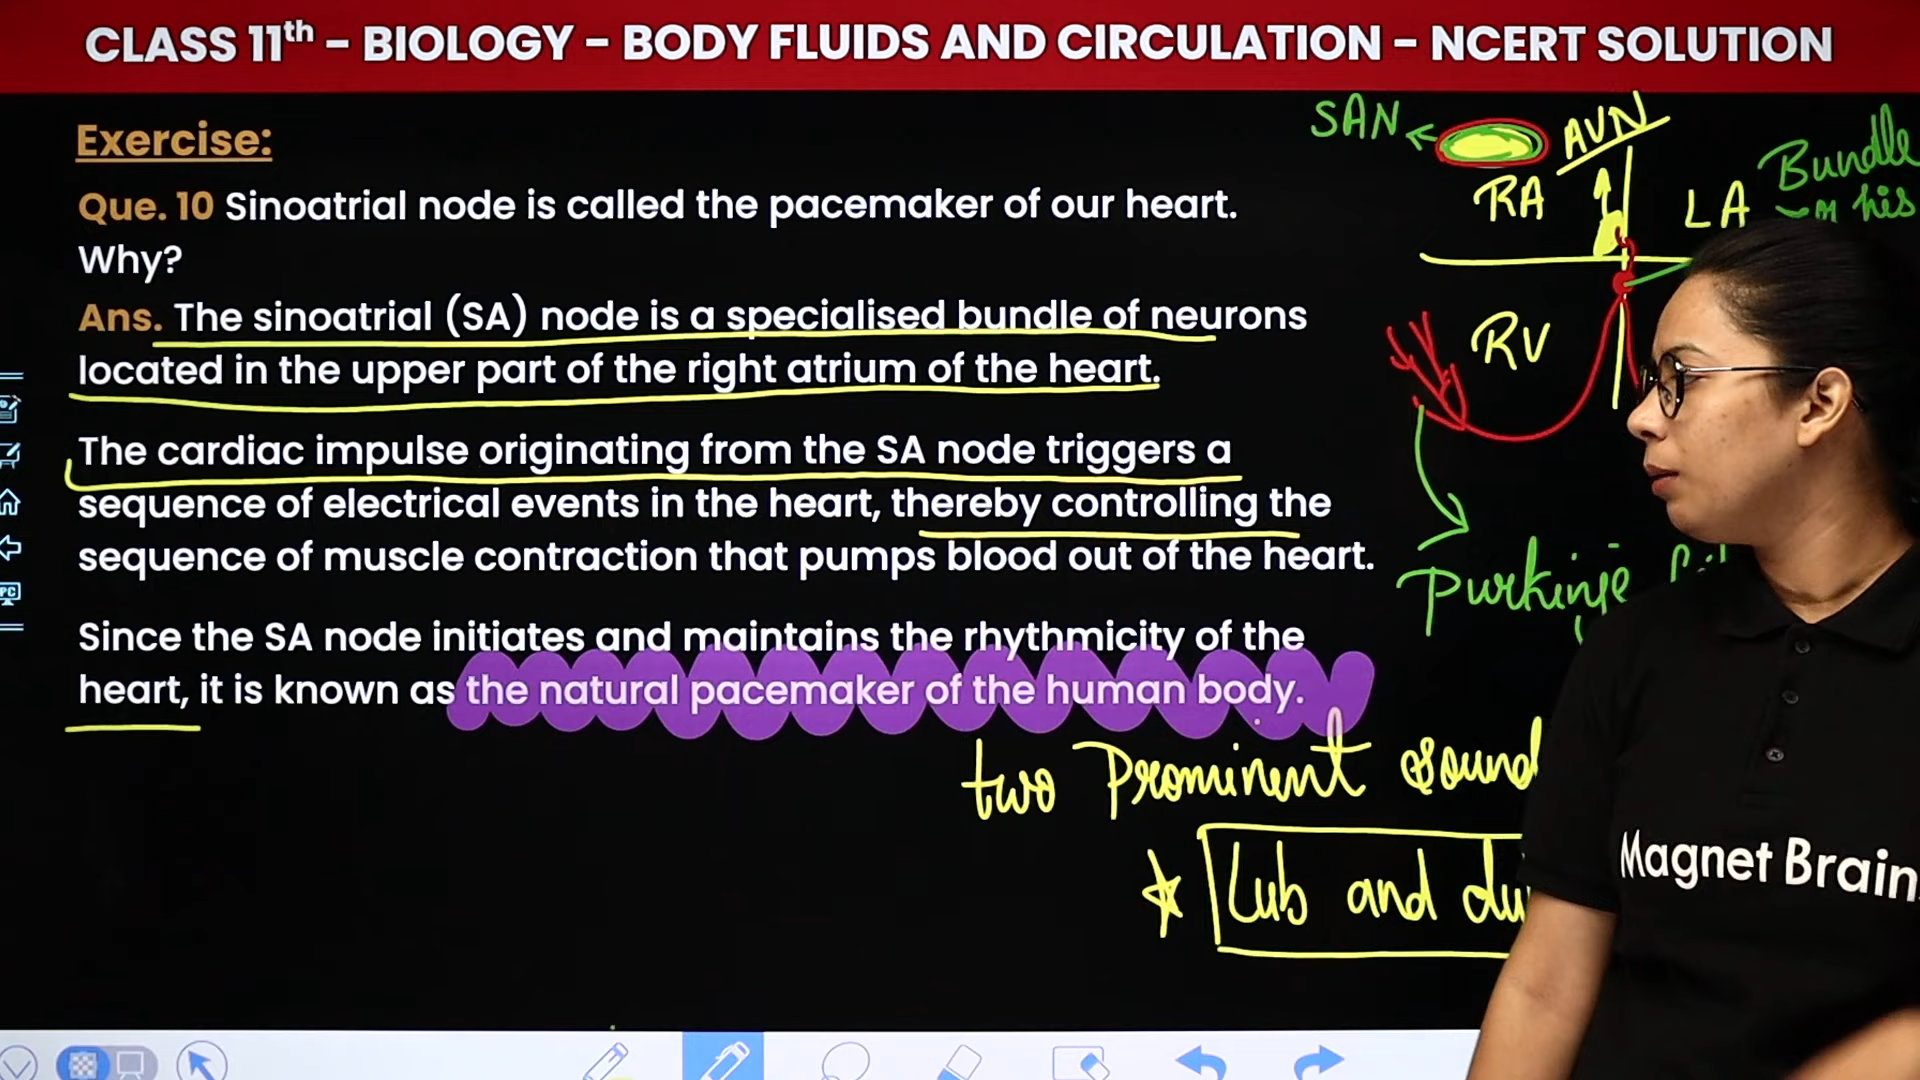 CLASS 11th – BIOLOGY – BODY FLUIDS AND CIRCULATION – NCERT SOLUTION
Exercise:
Que. 10 Sinoatrial node is called the pacemaker of our heart.
Why?
Ans. The sinoatrial (SA) node is a specialised bundle of neurons
located in the upper part of the right atrium of the heart.
The cardiac impulse originating from the SA node triggers a
sequence of electrical events in the heart, thereby controlling the
sequence of muscle contraction that pumps blood out of the heart.
Since the SA node initiates and maintains the rhythmicity of the
heart, it is known as the natural pacemaker of the human body.
SAN
AVN
Bundle
his
RA
LA
RV
Purkinje
two Prominent sound
Lub and du
Magnet Brain
PC